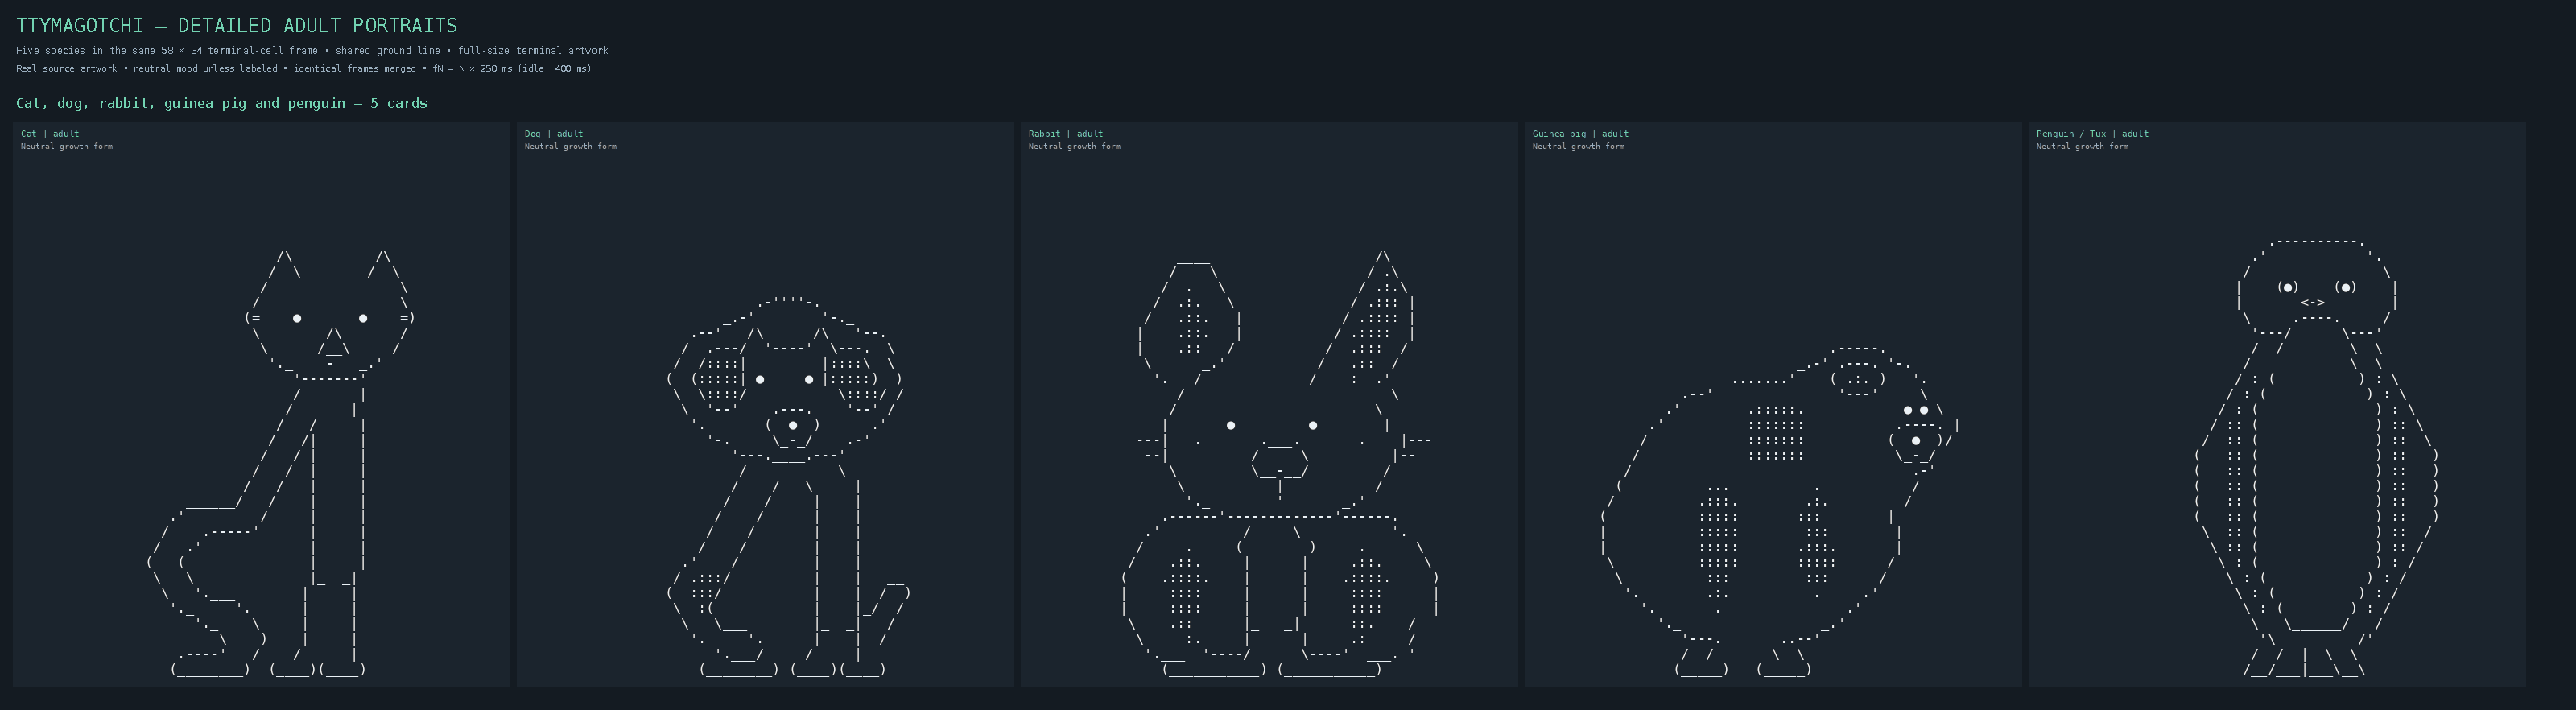 TTYMAGOTCHI — DETAILED ADULT PORTRAITS
Five species in the same 58 × 34 terminal-cell frame • shared ground line • full-size terminal artwork
Real source artwork • neutral mood unless labeled • identical frames merged • fN = N × 250 ms (idle: 400 ms)
Cat, dog, rabbit, guinea pig and penguin — 5 cards
Cat | adult
Neutral growth form
Dog | adult
Neutral growth form
Rabbit | adult
Neutral growth form
Guinea pig | adult
Neutral growth form
Penguin / Tux | adult
Neutral growth form